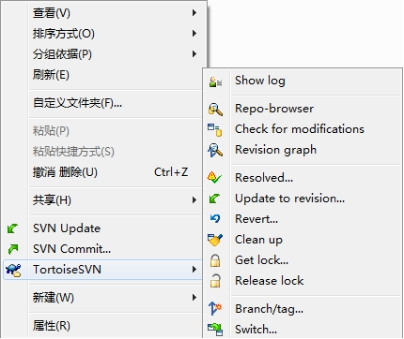 查看(V)
排序方式(O)
分组依据(P)
刷新(E)
自定义文件夹(F)...
粘贴(P)
粘贴快捷方式(S)
撤消 删除(U) Ctrl+Z
共享(H)
SVN Update
SVN Commit...
TortoiseSVN
新建(W)
属性(R)
Show log
Repo-browser
Check for modifications
Revision graph
Resolved...
Update to revision...
Revert...
Clean up
Get lock...
Release lock
Branch/tag...
Switch...